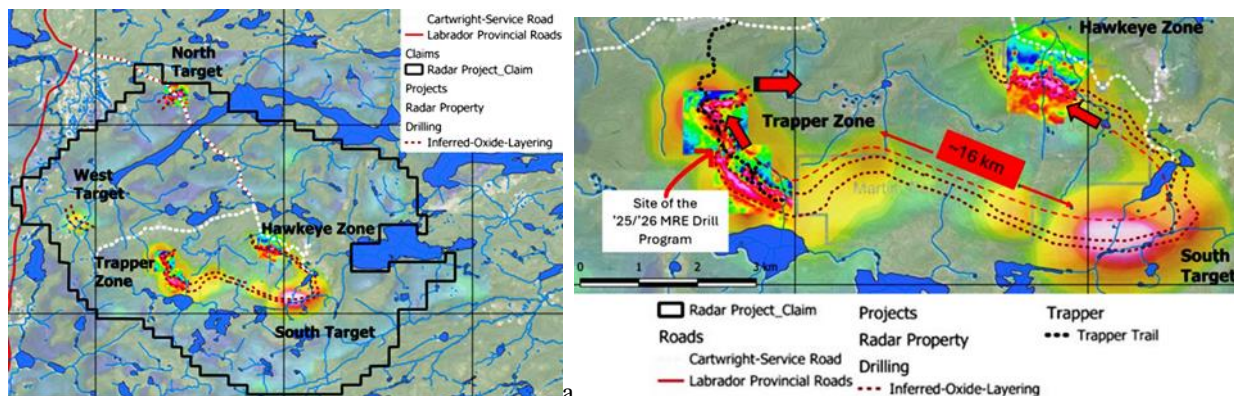 Cartwright-Service Road
Labrador Provincial Roads
Claims
Radar Project_Claim
Projects
Radar Property
Drilling
Inferred-Oxide-Layering
North
Target
West
Target
Hawkeye Zone
Trapper
Zone
South Target
a
Hawkeye Zone
Trapper Zone
~16 km
Site of the
'25/'26 MRE Drill
Program
South
Target
0 1 2 3 km
Radar Project_Claim
Roads
Cartwright-Service Road
Labrador Provincial Roads
Projects
Radar Property
Drilling
Inferred-Oxide-Layering
Trapper
Trapper Trail